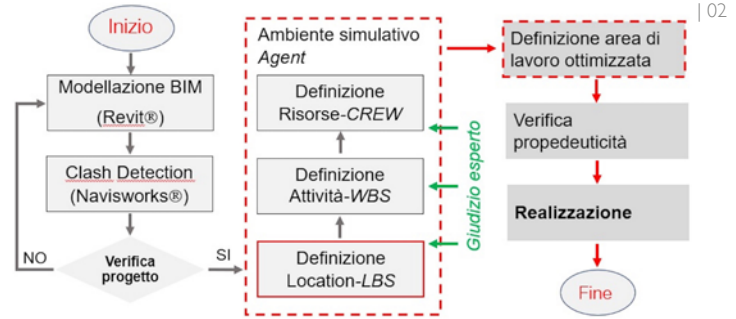 | 02
Inizio
Modellazione BIM
(Revit®)
Clash Detection
(Navisworks®)
Verifica
progetto
NO
SI
Ambiente simulativo
Agent
Definizione
Risorse-CREW
Definizione
Attività-WBS
Definizione
Location-LBS
Giudizio esperto
Definizione area di
lavoro ottimizzata
Verifica
propedeuticità
Realizzazione
Fine